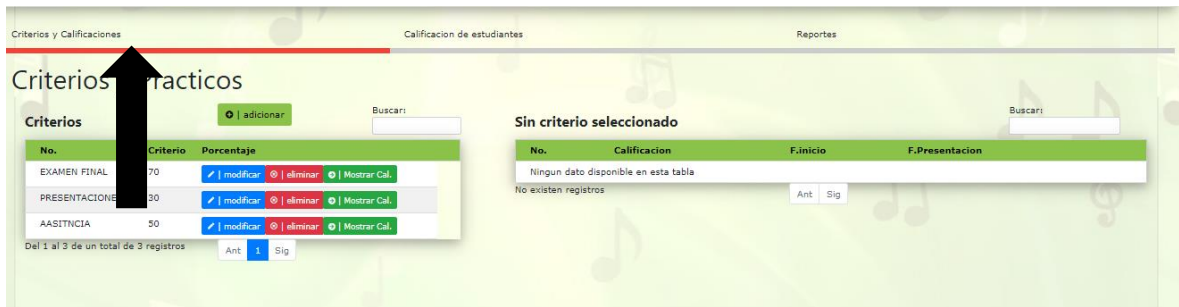 Criterios y Calificaciones
Calificacion de estudiantes
Reportes
Criterios Practicos
Criterios
+ | adicionar
Buscar:
No. Criterio Porcentaje
EXAMEN FINAL 70 | modificar | eliminar | Mostrar Cal.
PRESENTACIONE 30 | modificar | eliminar | Mostrar Cal.
AASITNCIA 50 | modificar | eliminar | Mostrar Cal.
Del 1 al 3 de un total de 3 registros
Ant 1 Sig
Sin criterio seleccionado
Buscar:
No. Calificacion F.inicio F.Presentacion
Ningun dato disponible en esta tabla
No existen registros
Ant Sig